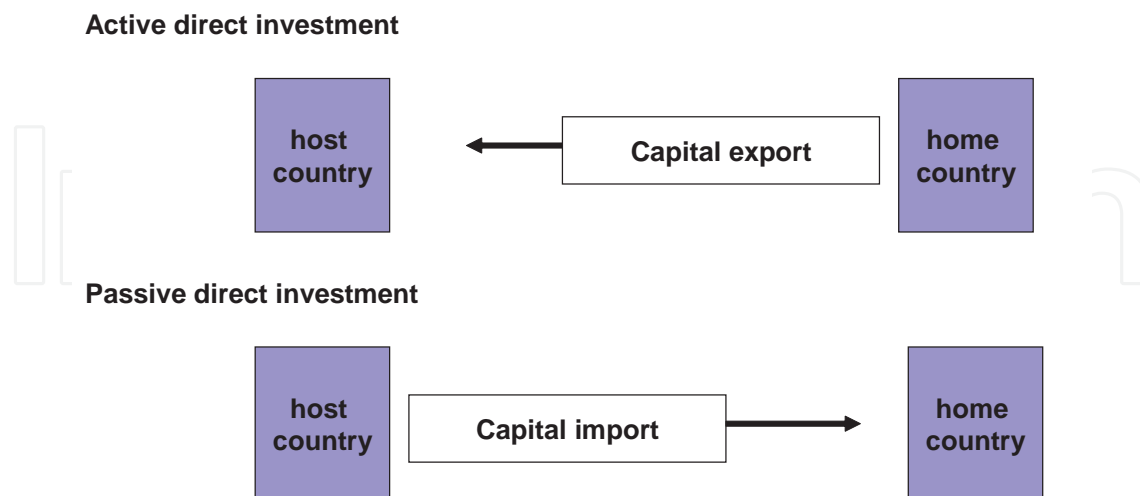 Active direct investment
host
country
Capital export
home
country
Passive direct investment
host
country
Capital import
home
country